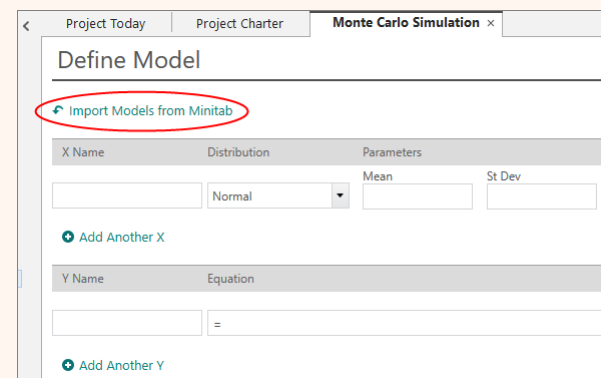 Project Today Project Charter Monte Carlo Simulation ×
Define Model
Import Models from Minitab
X Name Distribution Parameters
Mean St Dev
Normal
Add Another X
Y Name Equation
=
Add Another Y